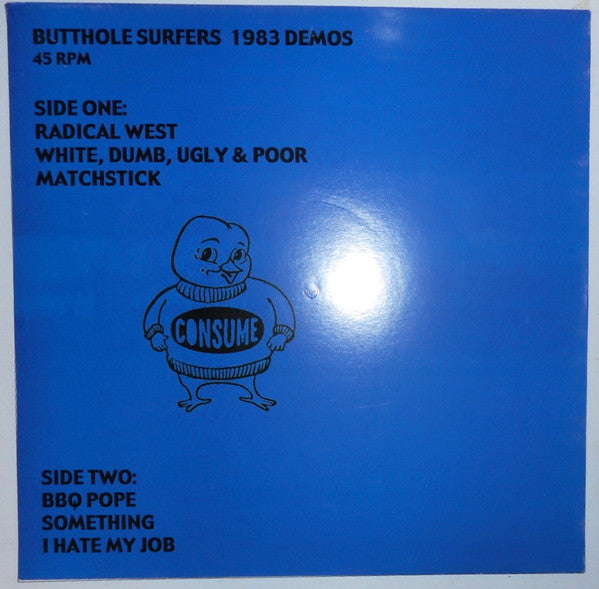 BUTTHOLE SURFERS 1983 DEMOS
45 RPM
SIDE ONE:
RADICAL WEST
WHITE, DUMB, UGLY & POOR
MATCHSTICK
CONSUME
SIDE TWO:
BBQ POPE
SOMETHING
I HATE MY JOB